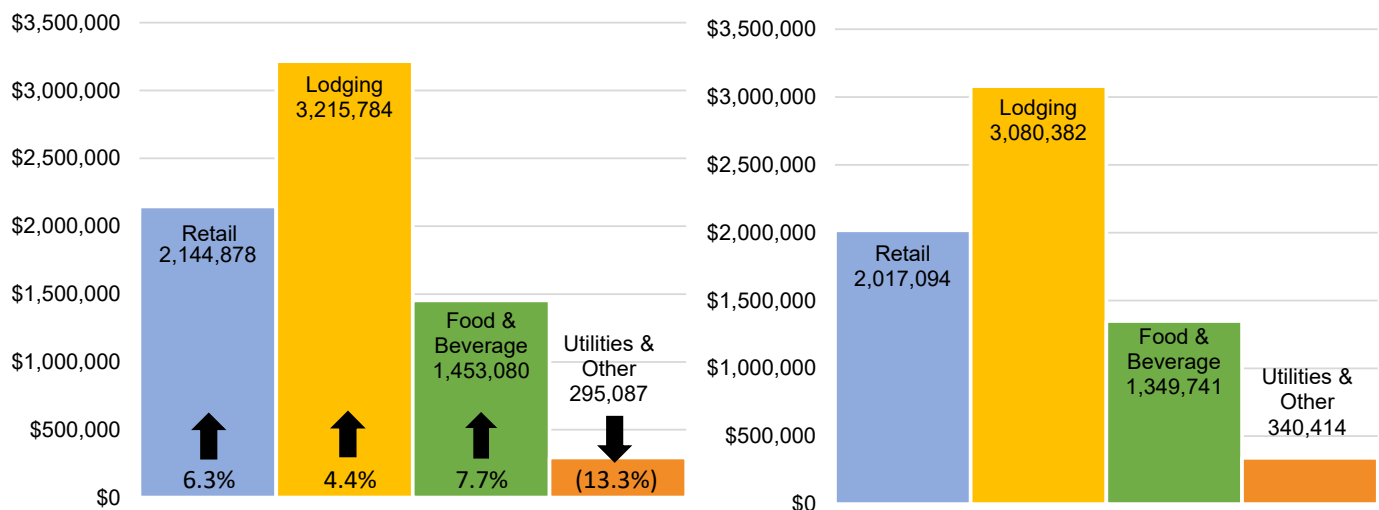 $3,500,000
$3,000,000
$2,500,000
$2,000,000
$1,500,000
$1,000,000
$500,000
$0
Retail
2,144,878
6.3%
Lodging
3,215,784
4.4%
Food &
Beverage
1,453,080
7.7%
Utilities &
Other
295,087
(13.3%)
$3,500,000
$3,000,000
$2,500,000
$2,000,000
$1,500,000
$1,000,000
$500,000
$0
Retail
2,017,094
Lodging
3,080,382
Food &
Beverage
1,349,741
Utilities &
Other
340,414